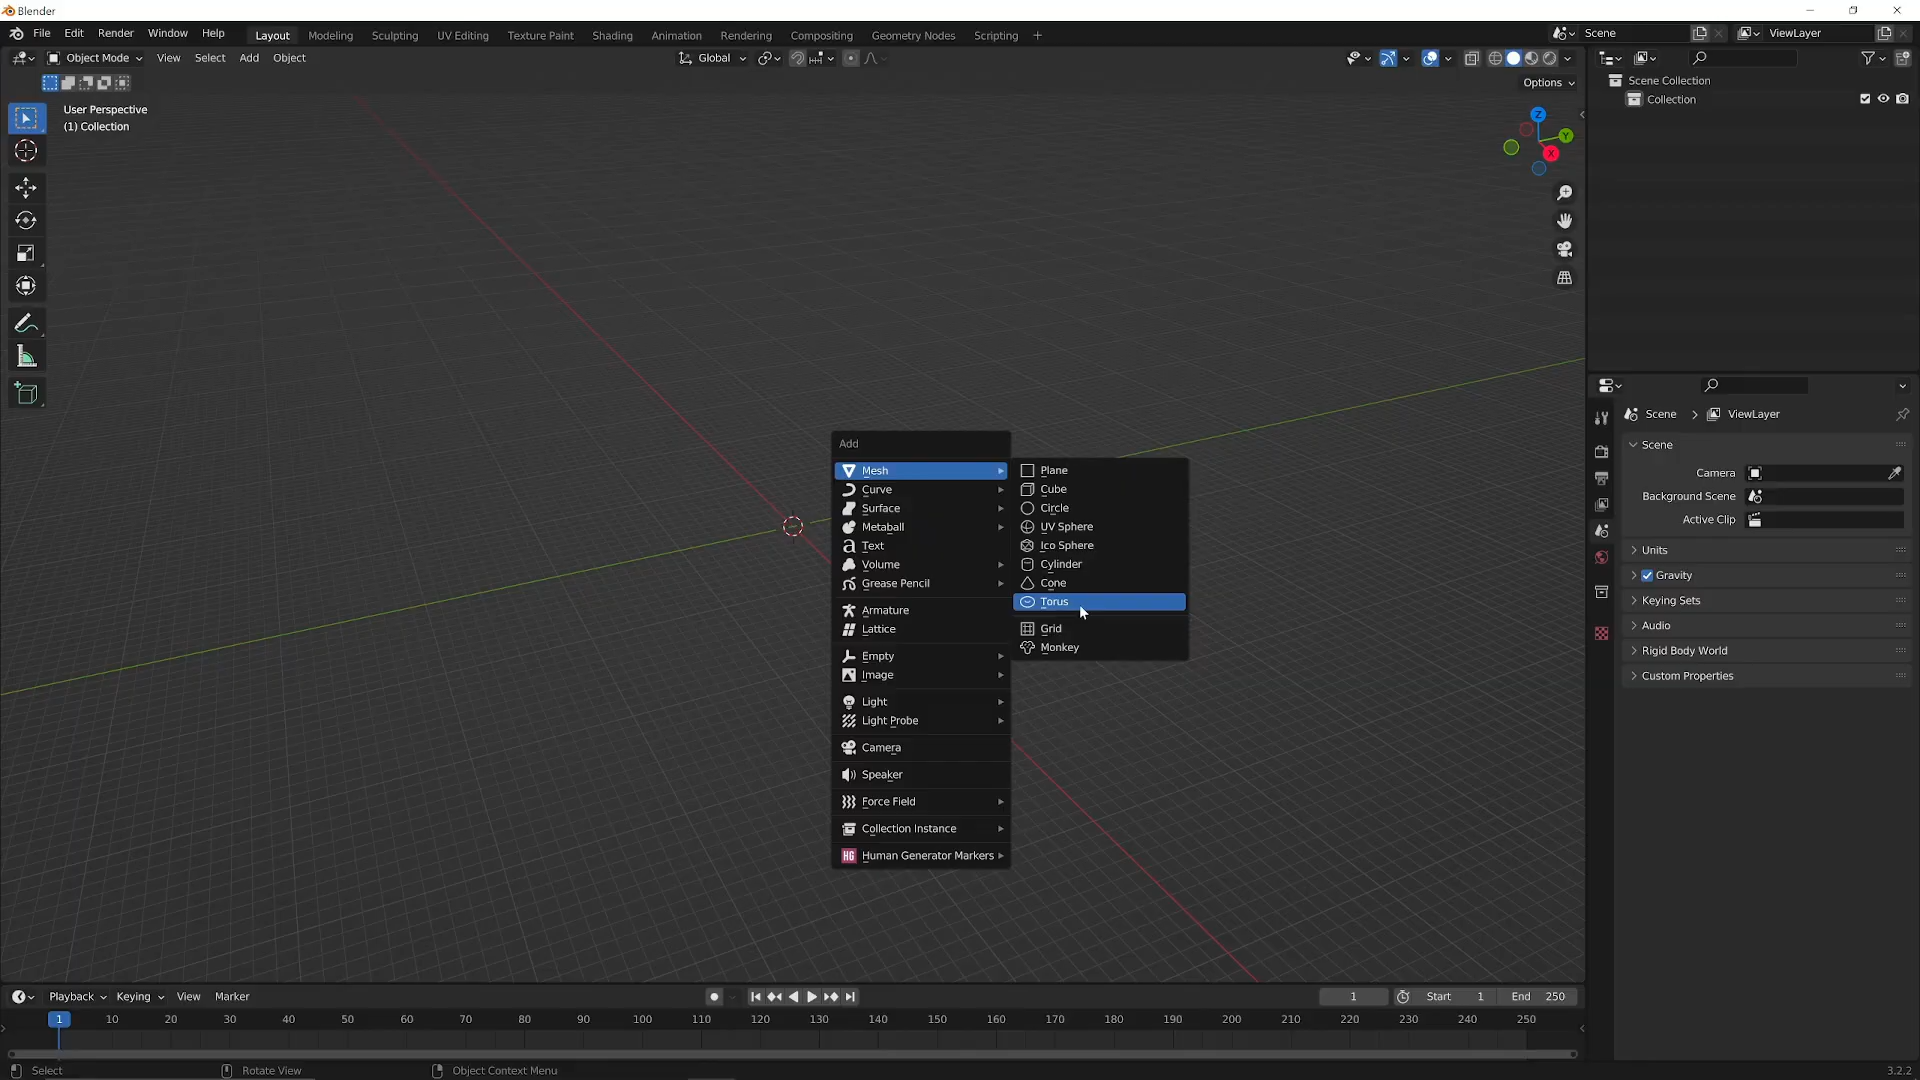 Blender
File Edit Render Window Help
Layout Modeling Sculpting UV Editing Texture Paint Shading Animation Rendering Compositing Geometry Nodes Scripting +
Scene
ViewLayer
Object Mode View Select Add Object
Global
Options
User Perspective
(1) Collection
Z
Y
X
Scene Collection
Collection
Add
Mesh
Curve
Surface
Metaball
Text
Volume
Grease Pencil
Armature
Lattice
Empty
Image
Light
Light Probe
Camera
Speaker
Force Field
Collection Instance
HG Human Generator Markers
Plane
Cube
Circle
UV Sphere
Ico Sphere
Cylinder
Cone
Torus
Grid
Monkey
Scene > ViewLayer
Scene
Camera
Background Scene
Active Clip
Units
Gravity
Keying Sets
Audio
Rigid Body World
Custom Properties
Playback Keying View Marker
1 Start 1 End 250
1 10 20 30 40 50 60 70 80 90 100 110 120 130 140 150 160 170 180 190 200 210 220 230 240 250
Select Rotate View Object Context Menu 3.2.2